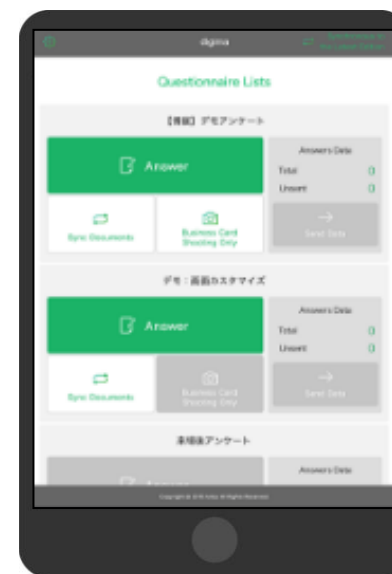 digima
Questionnaire Lists
デモアンケート
Answer
Answers Data
Total 0
Unsent 0
Sync Documents
Business Card
Shooting Only
Send Data
デモ：画面カスタマイズ
Answer
Answers Data
Total 0
Unsent 0
Sync Documents
Business Card
Shooting Only
Send Data
来場後アンケート
Answer
Answers Data